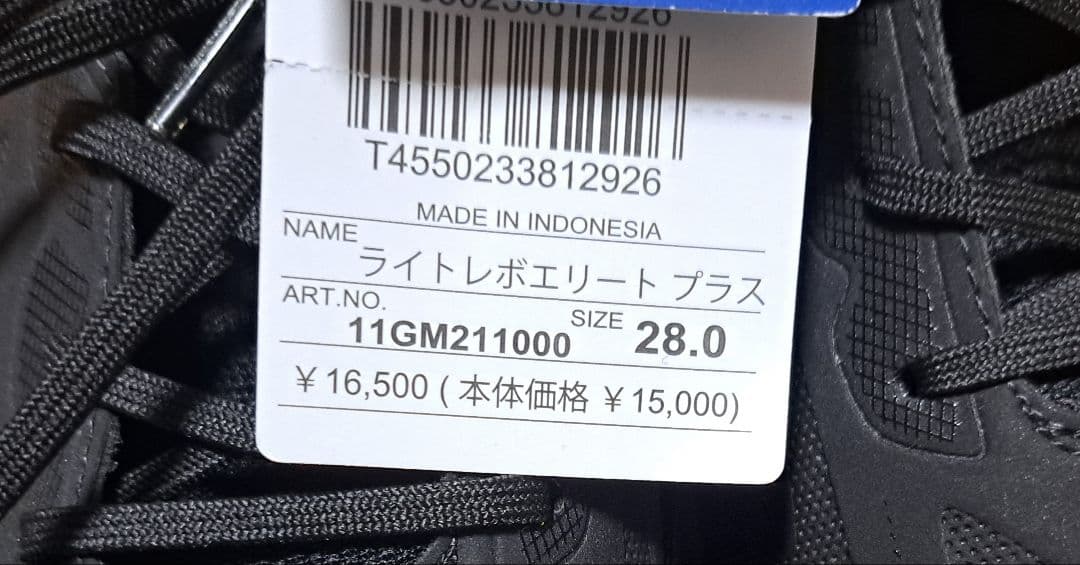 T4550233812926
MADE IN INDONESIA
NAME
ライトレボエリート プラス
ART.NO.
11GM211000
SIZE 28.0
¥16,500 (本体価格 ¥15,000)